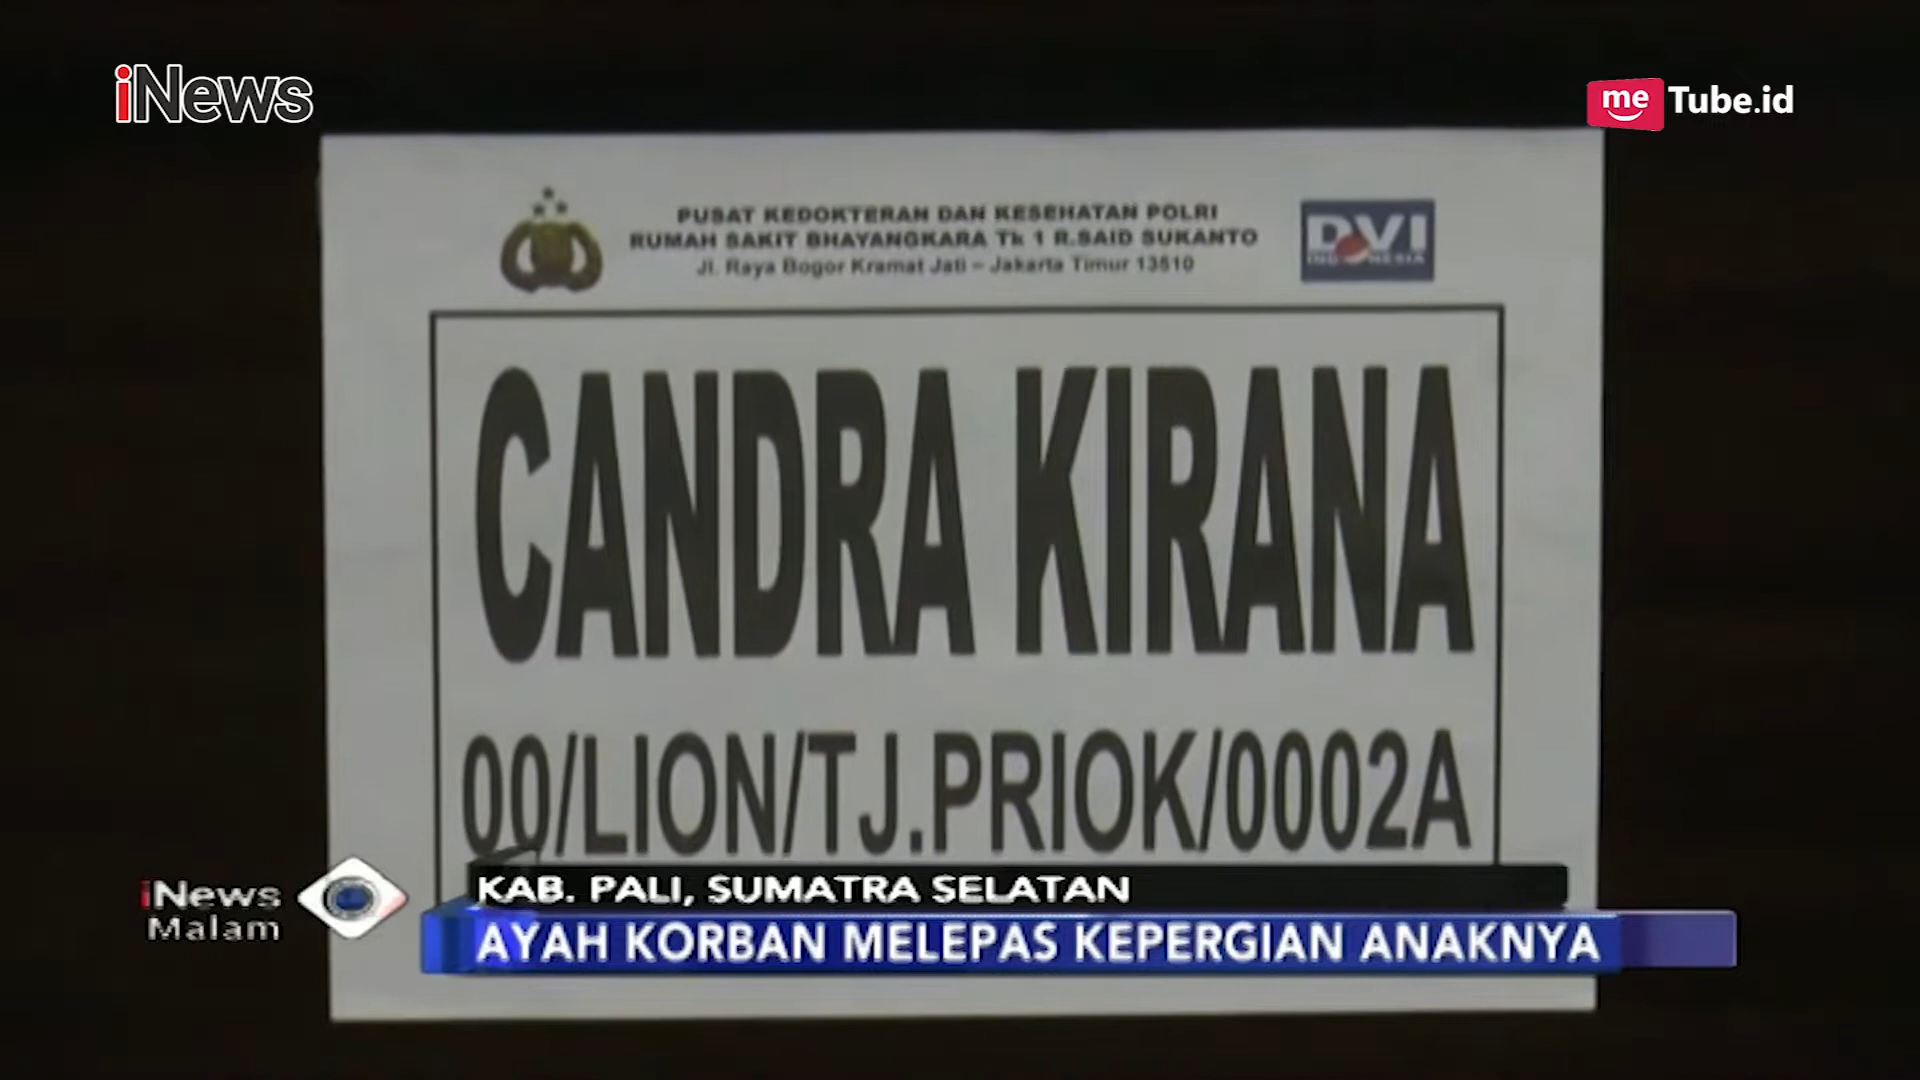 iNews
me Tube.id
PUSAT KEDOKTERAN DAN KESEHATAN POLRI
RUMAH SAKIT BHAYANGKARA Tk 1 R.SAID SUKANTO
Jl. Raya Bogor Kramat Jati – Jakarta Timur 13510
DVI
INDONESIA
CANDRA KIRANA
00/LION/TJ.PRIOK/0002A
iNews
Malam
KAB. PALI, SUMATRA SELATAN
AYAH KORBAN MELEPAS KEPERGIAN ANAKNYA